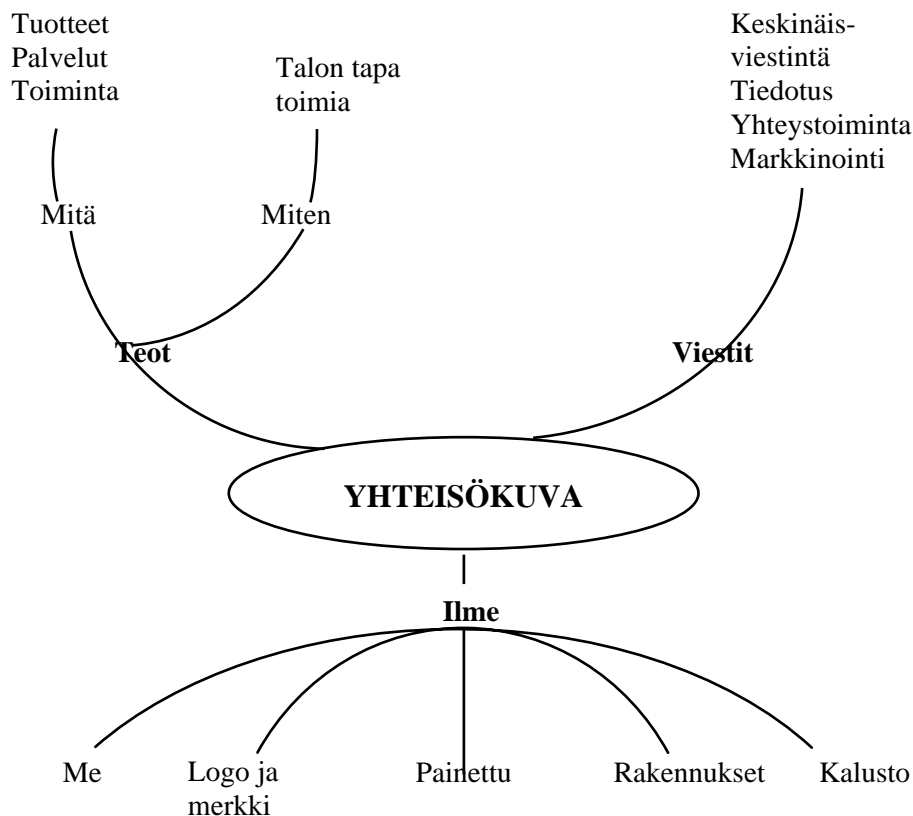 Tuotteet
Palvelut
Toiminta
Talon tapa
toimia
Keskinäis-
viestintä
Tiedotus
Yhteystoiminta
Markkinointi
Mitä
Miten
Teot
Viestit
YHTEISÖKUVA
Ilme
Me
Logo ja
merkki
Painettu
Rakennukset
Kalusto